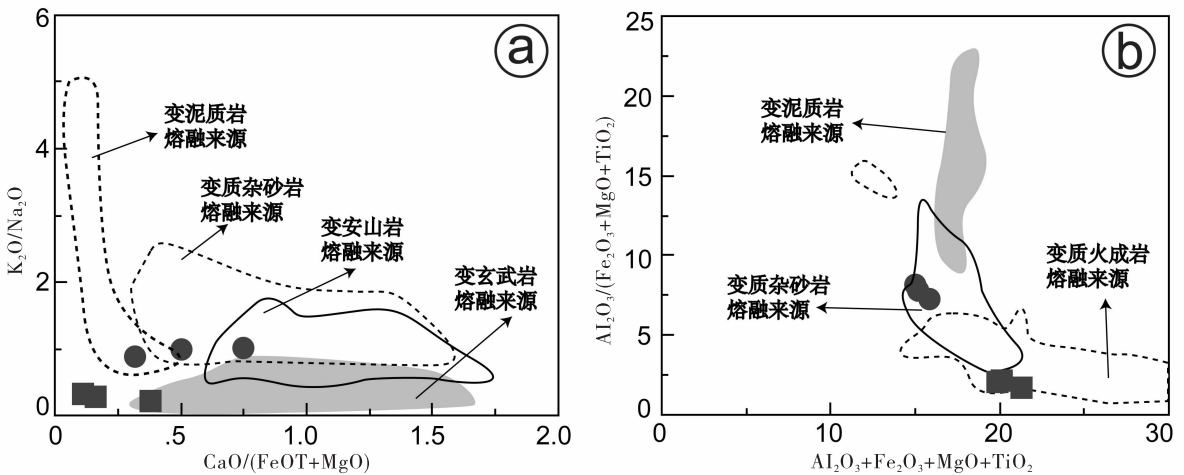 a
6
4
2
0
K₂O/Na₂O
变泥质岩
熔融来源
变质杂砂岩
熔融来源
变安山岩
熔融来源
变玄武岩
熔融来源
0
.5
1.0
1.5
2.0
CaO/(FeOT+MgO)
b
25
20
15
10
5
0
Al₂O₃/(Fe₂O₃+MgO+TiO₂)
变泥质岩
熔融来源
变质杂砂岩
熔融来源
变质火成岩
熔融来源
0
10
20
30
Al₂O₃+Fe₂O₃+MgO+TiO₂